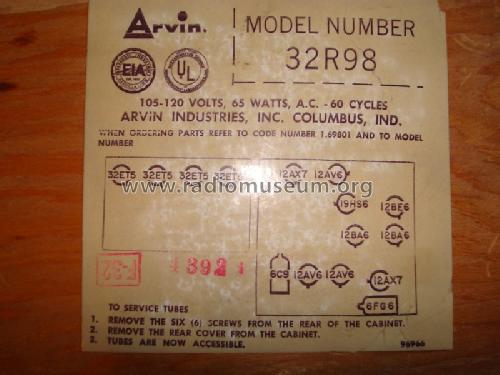 Arvin.
MODEL NUMBER
32R98
EIA
UL
105-120 VOLTS, 65 WATTS, A.C. - 60 CYCLES
ARVIN INDUSTRIES, INC. COLUMBUS, IND.
WHEN ORDERING PARTS REFER TO CODE NUMBER 1.69801 AND TO MODEL
NUMBER
32ET5 32ET5 32ET5 32ET5 12AX7 12AV6
www.radiomuseum.org
19HS6 12BE6
12BA6 12BA6
F-32 1392 1
6C9 12AV6 12AV6 12AX7
6FG6
TO SERVICE TUBES
1. REMOVE THE SIX (6) SCREWS FROM THE REAR OF THE CABINET.
2. REMOVE THE REAR COVER FROM THE CABINET.
3. TUBES ARE NOW ACCESSIBLE.
96966